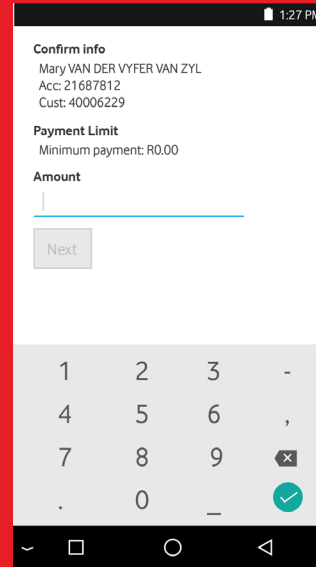 1:27 PM
Confirm info
Mary VAN DER VYFER VAN ZYL
Acc: 21687812
Cust: 40006229
Payment Limit
Minimum payment: R0.00
Amount
Next
1 2 3 -
4 5 6 ,
7 8 9
. 0 _